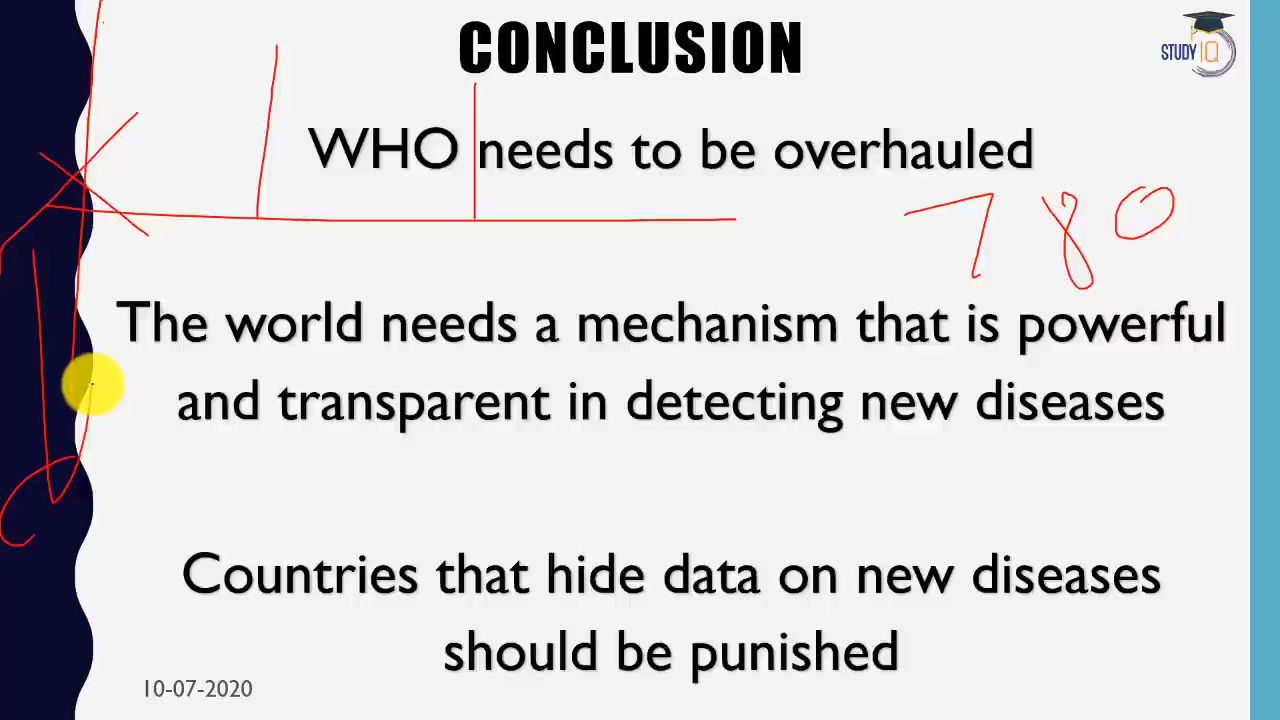 CONCLUSION
STUDY IQ
WHO needs to be overhauled
780
The world needs a mechanism that is powerful
and transparent in detecting new diseases
Countries that hide data on new diseases
should be punished
10-07-2020